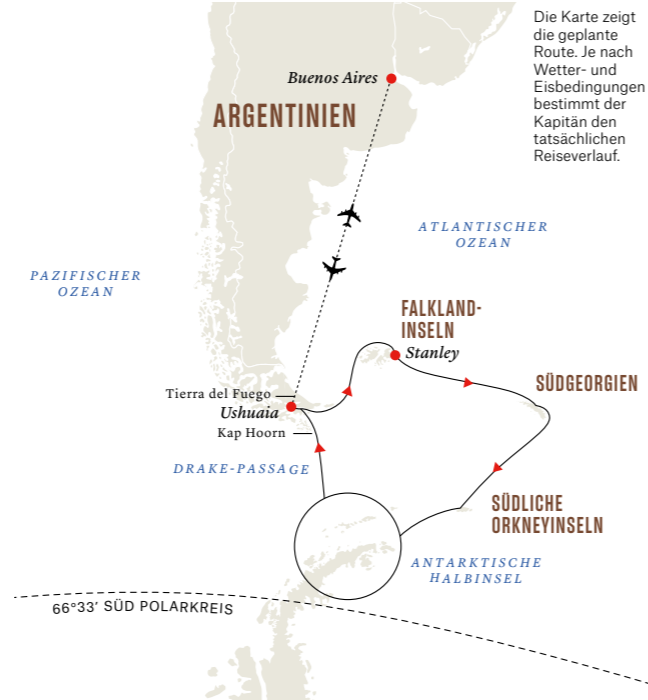 Die Karte zeigt
die geplante
Route. Je nach
Wetter- und
Eisbedingungen
bestimmt der
Kapitän den
tatsächlichen
Reiseverlauf.
Buenos Aires
ARGENTINIEN
ATLANTISCHER
OZEAN
PAZIFISCHER
OZEAN
FALKLAND-
INSELN
Stanley
SÜDGEORGIEN
Tierra del Fuego
Ushuaia
Kap Hoorn
DRAKE-PASSAGE
SÜDLICHE
ORKNEYINSELN
ANTARKTISCHE
HALBINSEL
66°33′ SÜD POLARKREIS